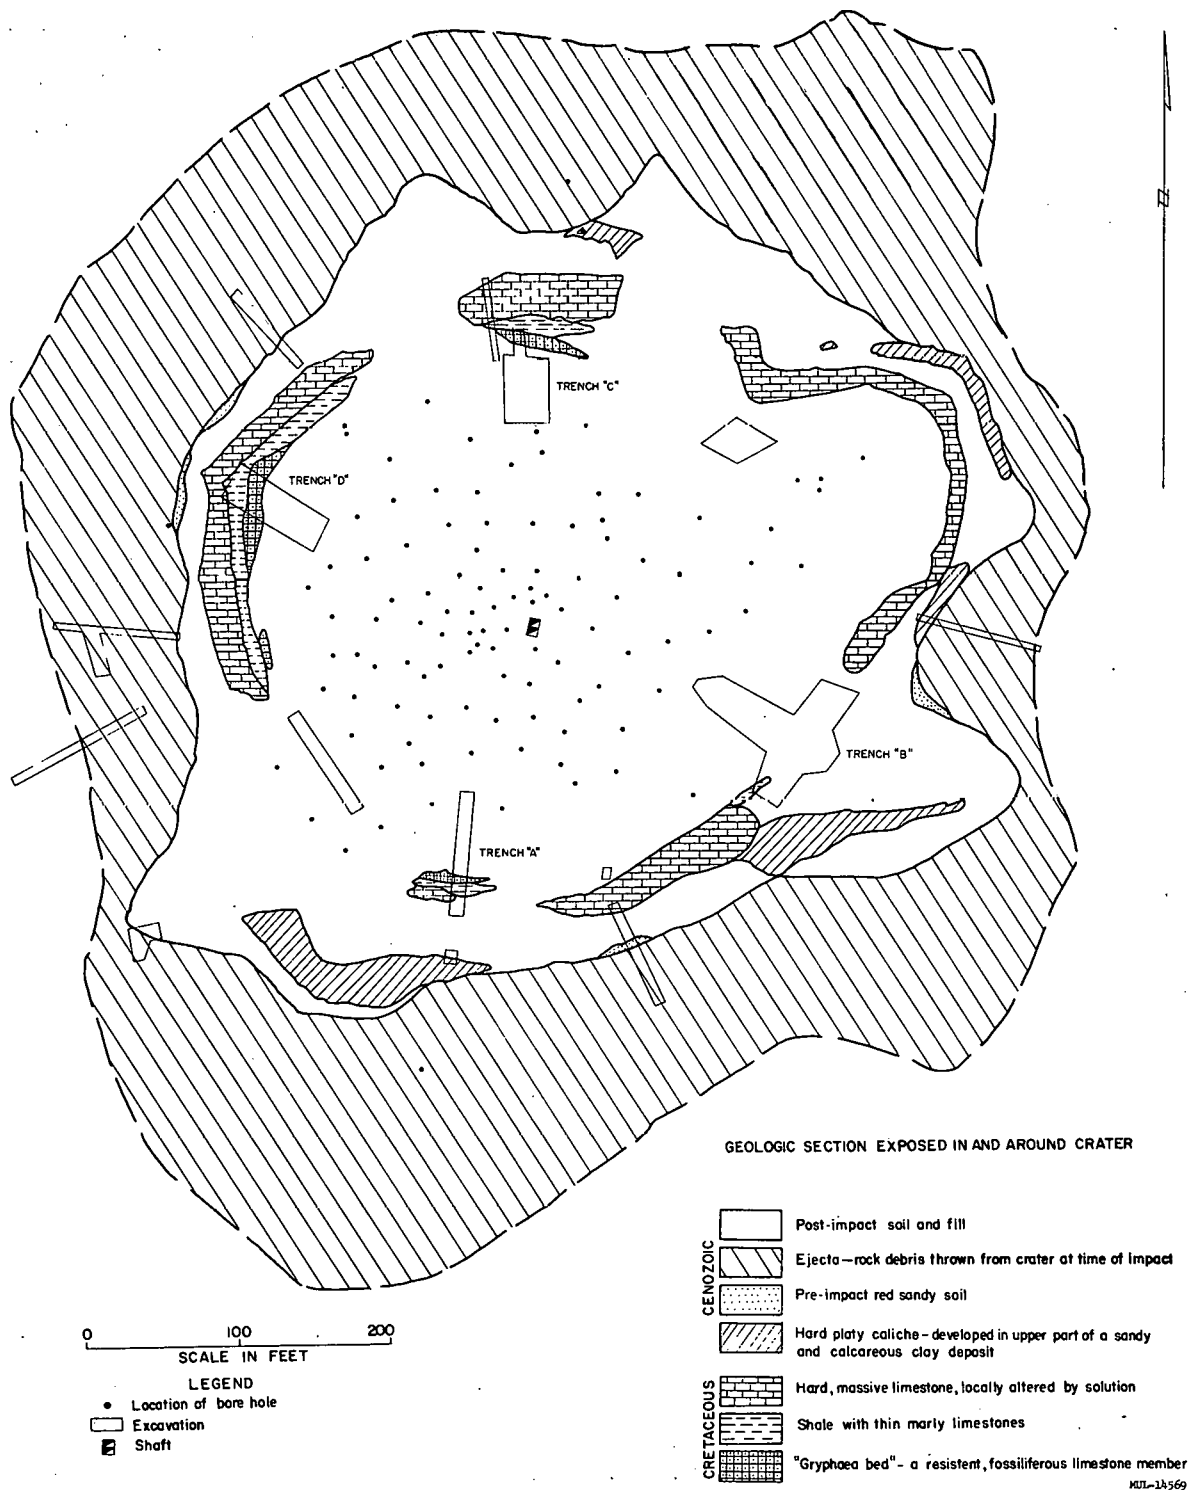 TRENCH "C"
TRENCH "D"
TRENCH "B"
TRENCH "A"
GEOLOGIC SECTION EXPOSED IN AND AROUND CRATER
CENOZOIC
Post-impact soil and fill
Ejecta—rock debris thrown from crater at time of impact
Pre-impact red sandy soil
Hard platy caliche-developed in upper part of a sandy
and calcareous clay deposit
CRETACEOUS
Hard, massive limestone, locally altered by solution
Shale with thin marly limestones
"Gryphaea bed"- a resistent, fossiliferous limestone member
0 100 200
SCALE IN FEET
LEGEND
Location of bore hole
Excavation
Shaft
MUL-14569